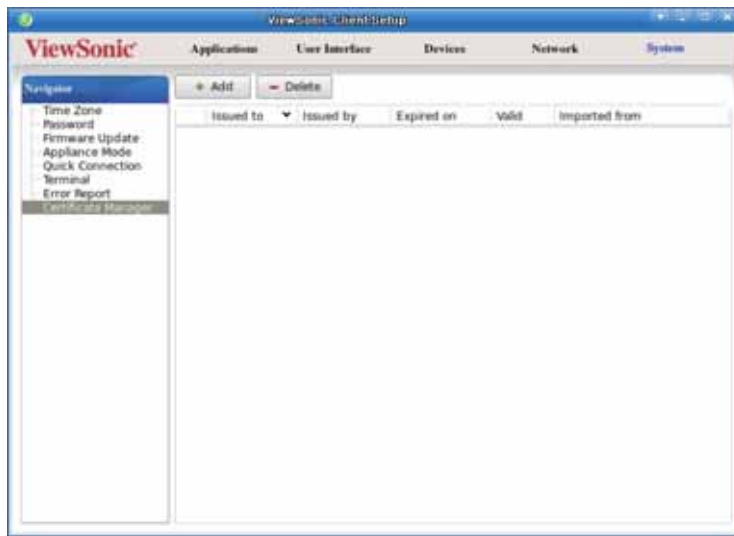 ViewSonic Client Setup
ViewSonic
Applications User Interface Devices Network System
Navigator
Time Zone
Password
Firmware Update
Appliance Mode
Quick Connection
Terminal
Error Report
Certificate Manager
+ Add - Delete
Issued to Issued by Expired on Valid Imported from